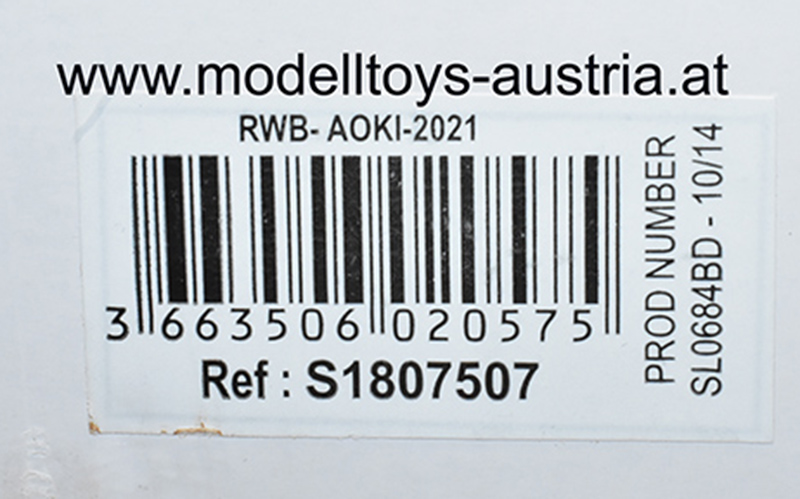 www.modelltoys-austria.at
RWB- AOKI-2021
3 663506 020575
Ref : S1807507
PROD NUMBER
SL0684BD - 10/14